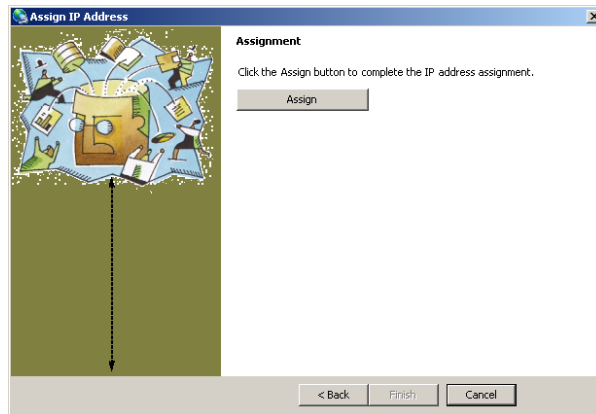 Assign IP Address
Assignment
Click the Assign button to complete the IP address assignment.
Assign
< Back
Finish
Cancel